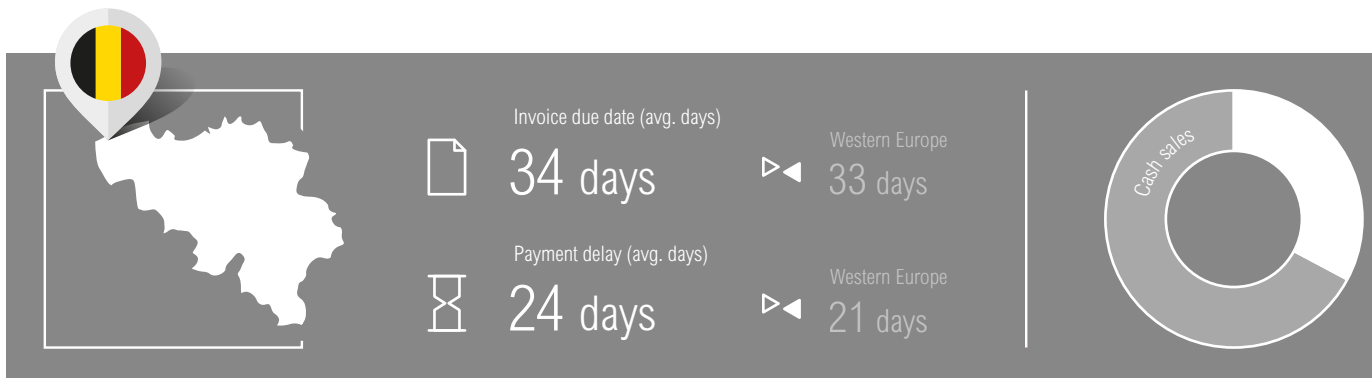 Invoice due date (avg. days)
34 days
Western Europe
33 days
Payment delay (avg. days)
24 days
Western Europe
21 days
Cash sales